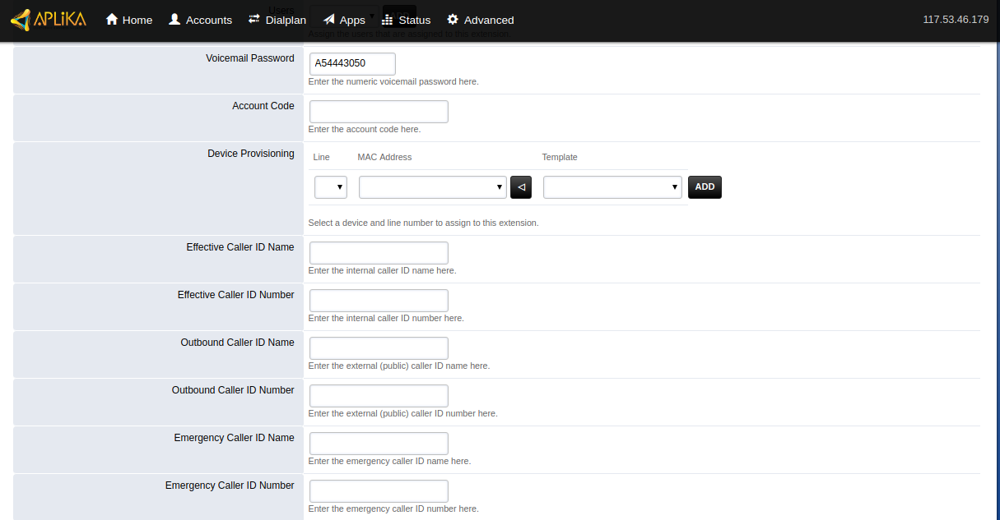 APLIKA Home Accounts Dialplan Apps Status Advanced 117.53.46.179
Users
Assign the users that are assigned to this extension.
Voicemail Password A54443050
Enter the numeric voicemail password here.
Account Code
Enter the account code here.
Device Provisioning Line MAC Address Template
ADD
Select a device and line number to assign to this extension.
Effective Caller ID Name
Enter the internal caller ID name here.
Effective Caller ID Number
Enter the internal caller ID number here.
Outbound Caller ID Name
Enter the external (public) caller ID name here.
Outbound Caller ID Number
Enter the external (public) caller ID number here.
Emergency Caller ID Name
Enter the emergency caller ID name here.
Emergency Caller ID Number
Enter the emergency caller ID number here.